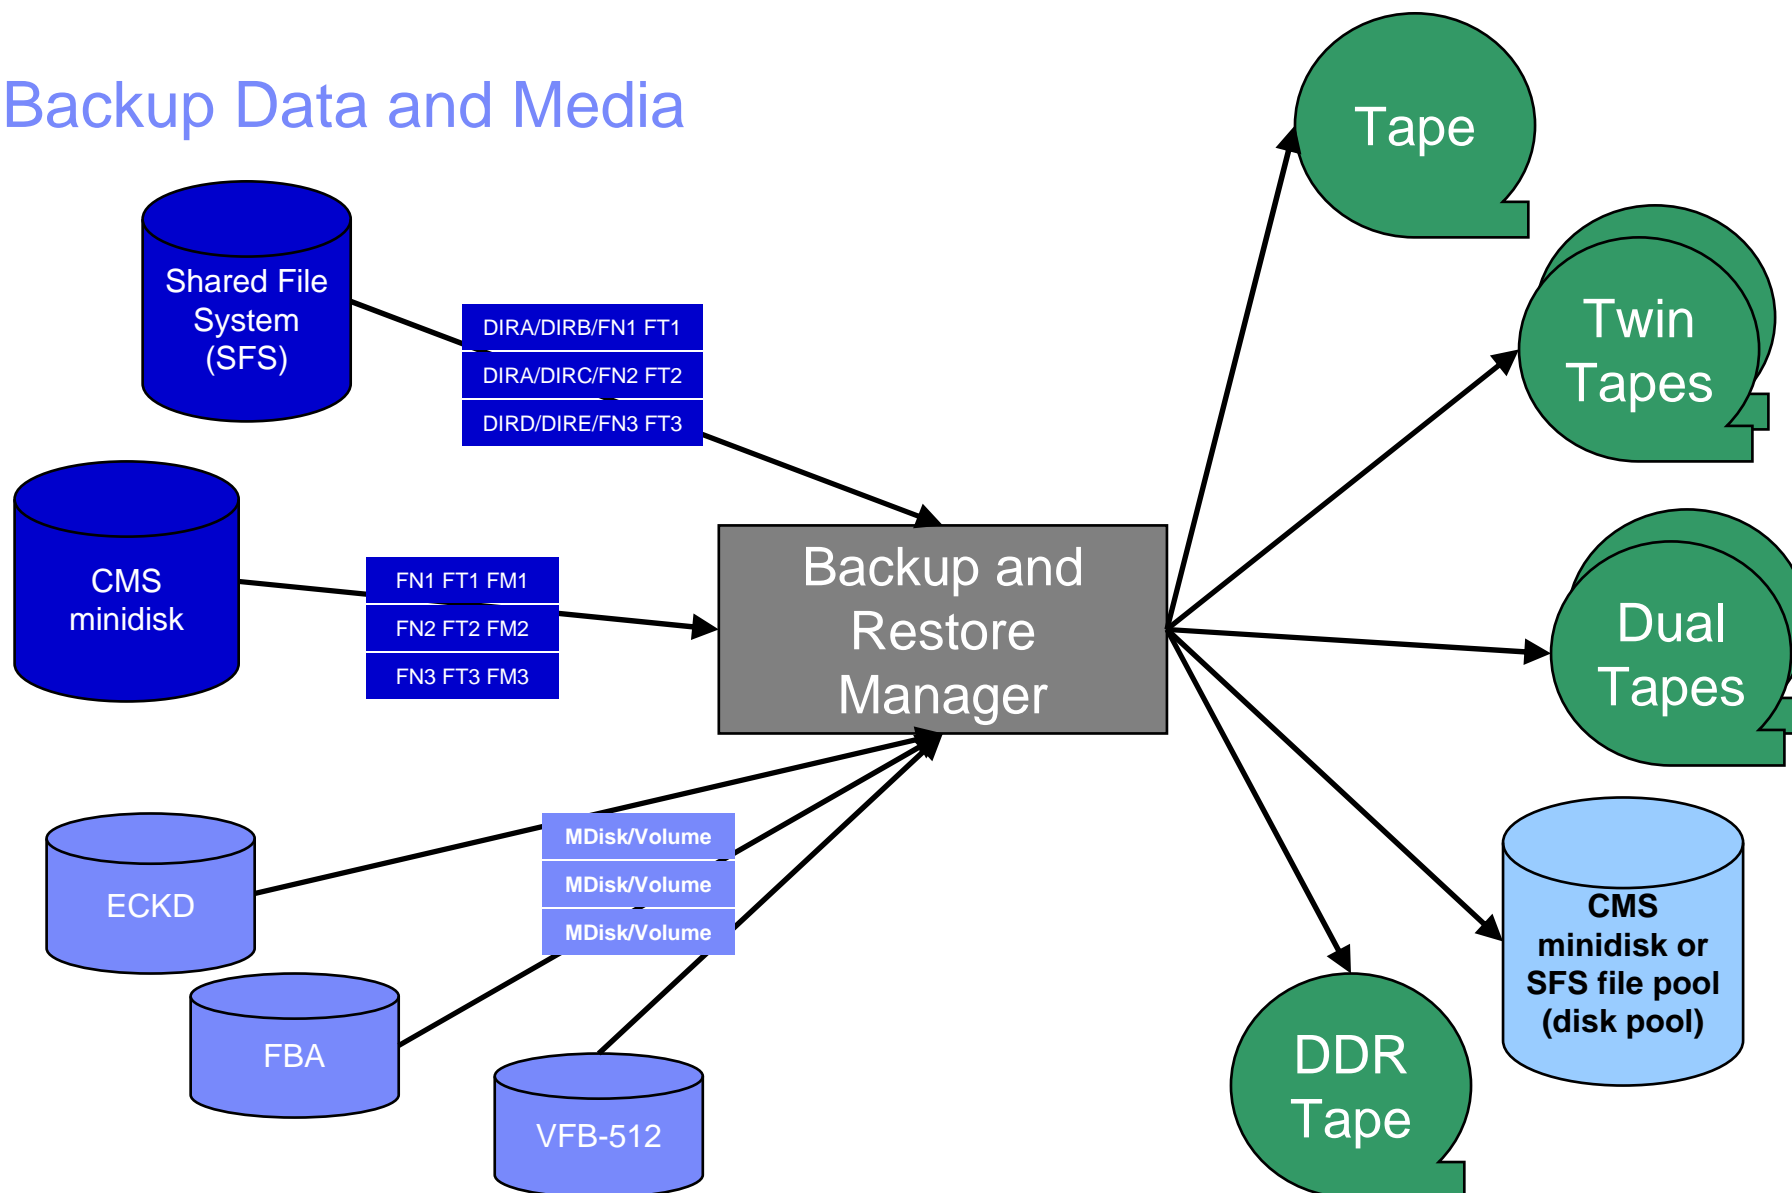 Backup Data and Media
Shared File
System
(SFS)
DIRA/DIRB/FN1 FT1
DIRA/DIRC/FN2 FT2
DIRD/DIRE/FN3 FT3
CMS
minidisk
FN1 FT1 FM1
FN2 FT2 FM2
FN3 FT3 FM3
ECKD
FBA
VFB-512
MDisk/Volume
MDisk/Volume
MDisk/Volume
Backup and
Restore
Manager
Tape
Twin
Tapes
Dual
Tapes
CMS
minidisk or
SFS file pool
(disk pool)
DDR
Tape